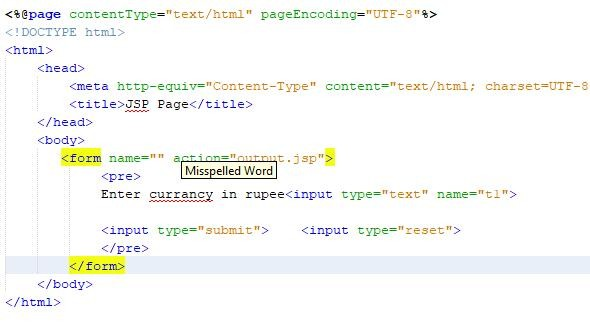 <%@page contentType="text/html" pageEncoding="UTF-8"%>
<!DOCTYPE html>
<html>
<head>
<meta http-equiv="Content-Type" content="text/html; charset=UTF-8
<title>JSP Page</title>
</head>
<body>
<form name="" action="output.jsp">
Misspelled Word
<pre>
Enter currancy in rupee<input type="text" name="t1">
<input type="submit"> <input type="reset">
</pre>
</form>
</body>
</html>